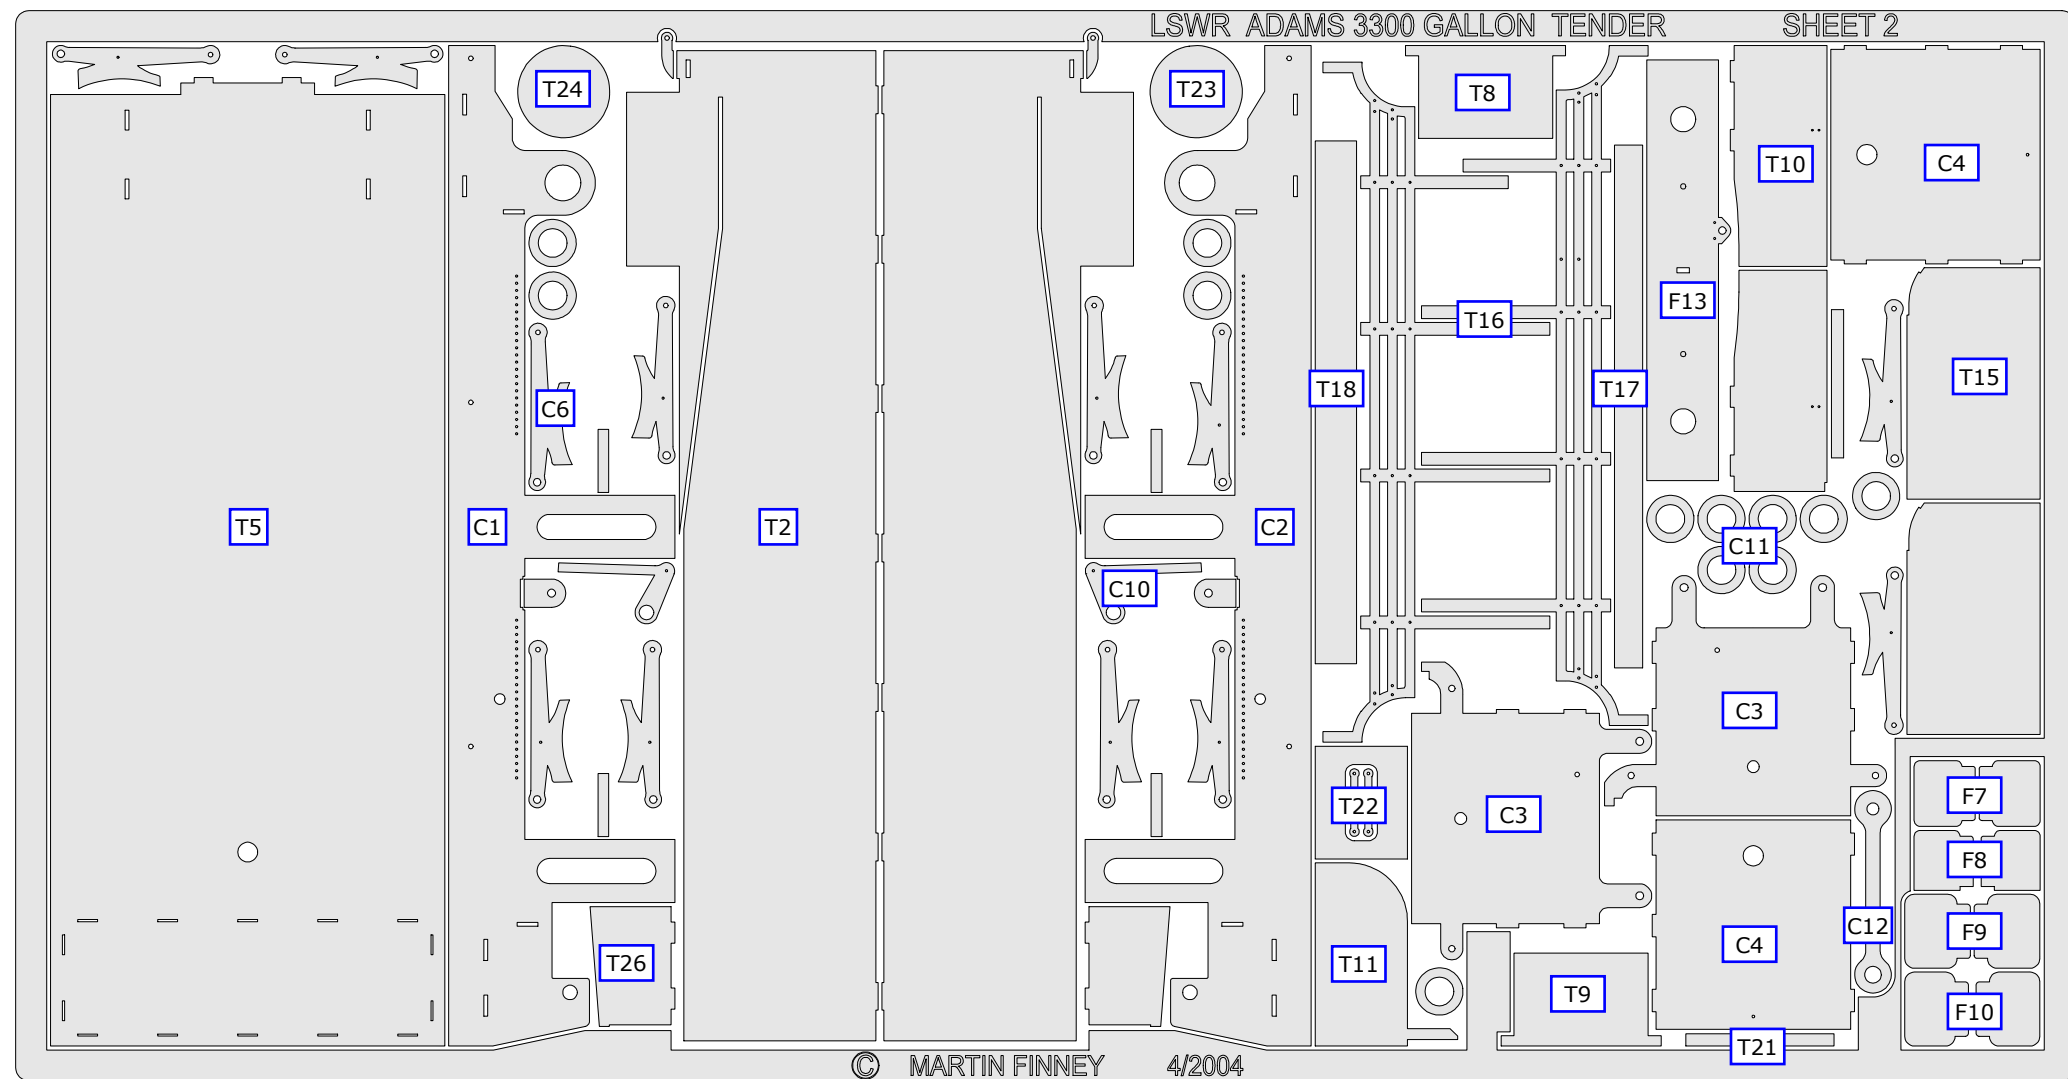 LSWR ADAMS 3300 GALLON TENDER SHEET 2
T24
T23
T8
T10
C4
F13
T16
T18
T17
T15
C6
T5
C1
T2
C2
C11
C10
C3
F7
T22
C3
F8
C12
F9
C4
T26
T11
T9
F10
T21
© MARTIN FINNEY 4/2004